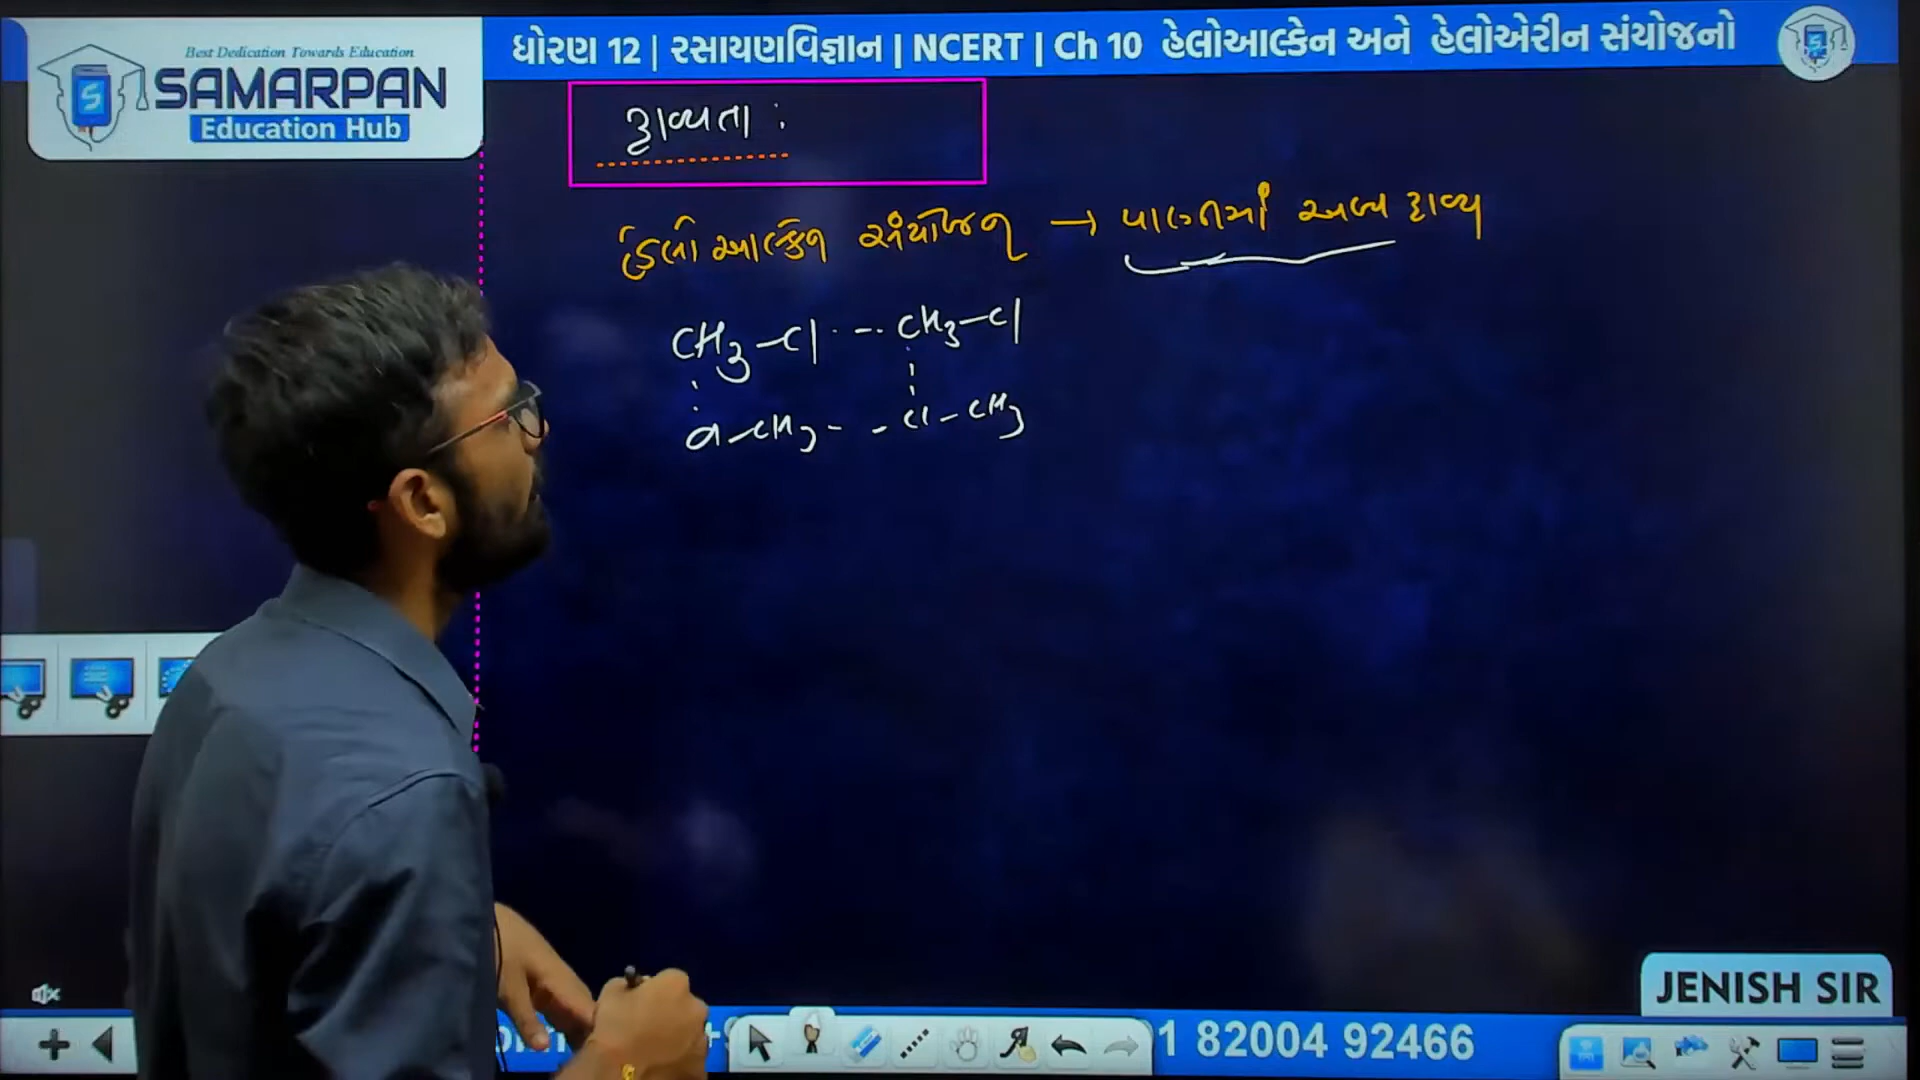 Best Dedication Towards Education
SAMARPAN
Education Hub
ધોરણ 12 | રસાયણવિજ્ઞાન | NCERT | Ch 10 હેલોઆલ્કેન અને હેલોએરીન સંયોજનો
દ્રાવ્યતા :
હેલોઆલ્કેન સંયોજન → પાણીમાં અલ્પ દ્રાવ્ય
CH3-Cl --- CH3-Cl
Cl-CH3 - - Cl-CH3
JENISH SIR
1 82004 92466